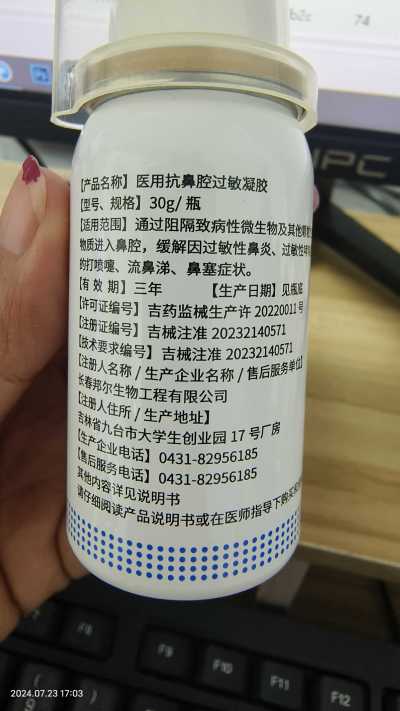 b2c 74
PC
【产品名称】医用抗鼻腔过敏凝胶
【型号、规格】30g/瓶
【适用范围】通过阻隔致病性微生物及其他
物质进入鼻腔，缓解因过敏性鼻炎、过敏性
的打喷嚏、流鼻涕、鼻塞症状。
【有 效 期】三年 【生产日期】见瓶底
【许可证编号】吉药监械生产许 20220011号
【注册证编号】吉械注准 20232140571
【技术要求编号】吉械注准 20232140571
【注册人名称/生产企业名称/售后服务单位】
长春邦尔生物工程有限公司
【注册人住所/生产地址】
吉林省九台市大学生创业园 17 号厂房
【生产企业电话】0431-82956185
【售后服务电话】0431-82956185
其他内容详见说明书
请仔细阅读产品说明书或在医师指导下购买
F8 F9 F10 F11 F12
2024.07.23 17:03